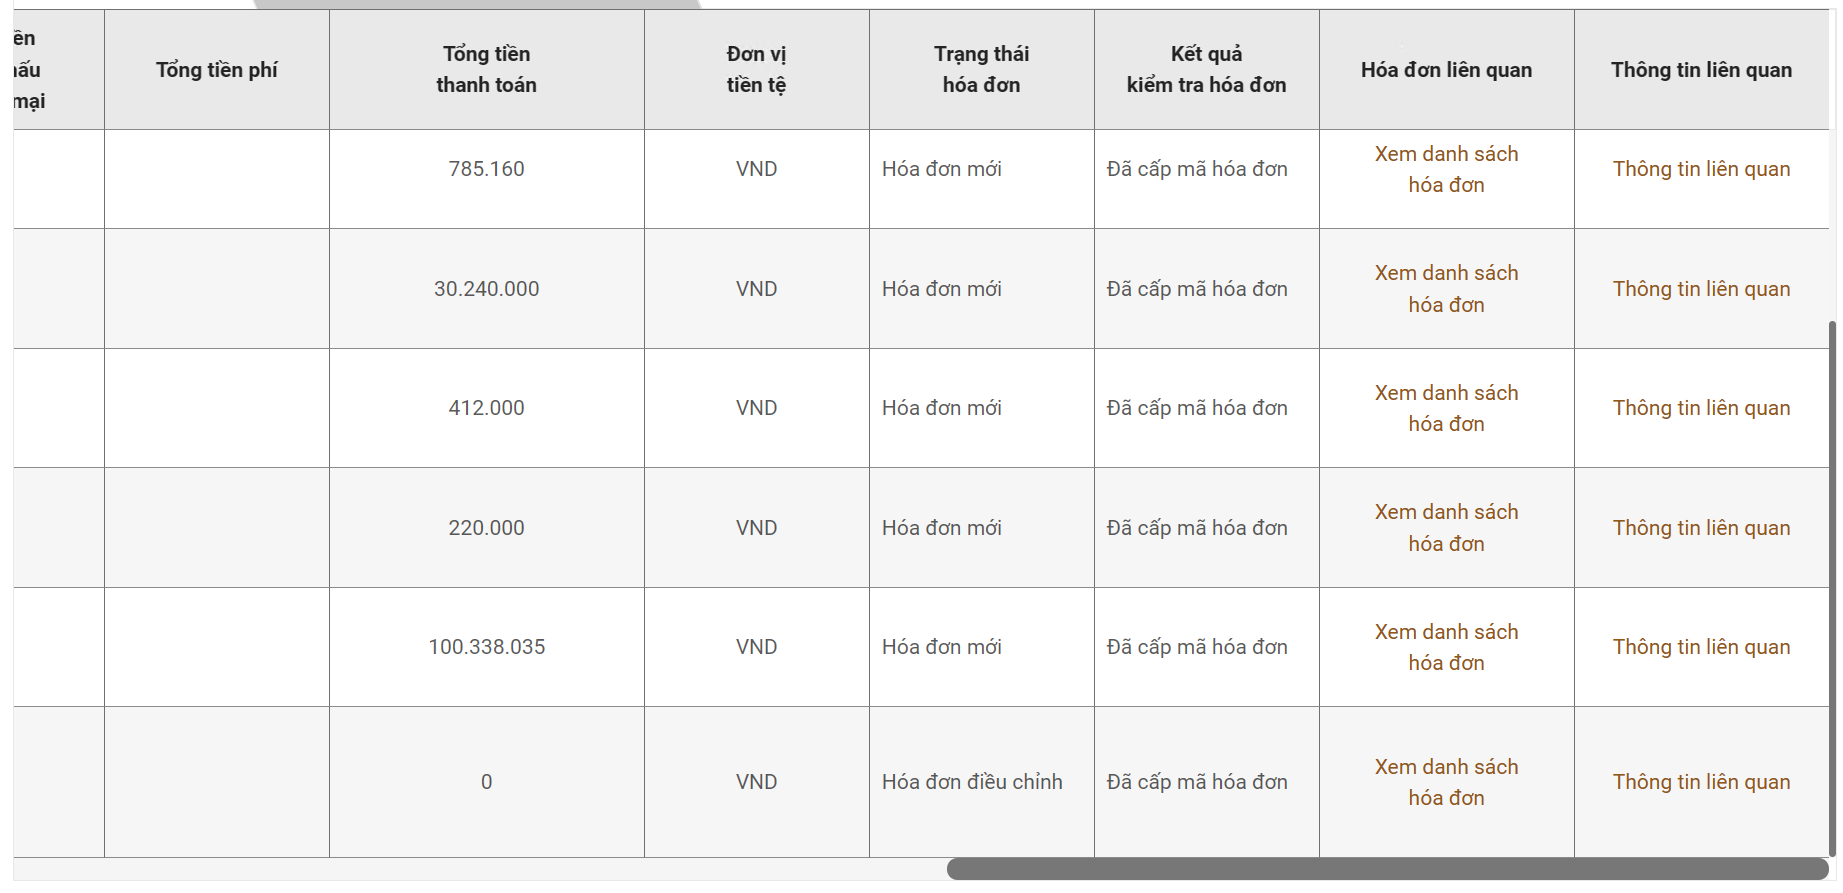 Tổng tiền phí
Tổng tiền
thanh toán
Đơn vị
tiền tệ
Trạng thái
hóa đơn
Kết quả
kiểm tra hóa đơn
Hóa đơn liên quan
Thông tin liên quan
mại
785.160
VND
Hóa đơn mới
Đã cấp mã hóa đơn
Xem danh sách
hóa đơn
Thông tin liên quan
30.240.000
VND
Hóa đơn mới
Đã cấp mã hóa đơn
Xem danh sách
hóa đơn
Thông tin liên quan
412.000
VND
Hóa đơn mới
Đã cấp mã hóa đơn
Xem danh sách
hóa đơn
Thông tin liên quan
220.000
VND
Hóa đơn mới
Đã cấp mã hóa đơn
Xem danh sách
hóa đơn
Thông tin liên quan
100.338.035
VND
Hóa đơn mới
Đã cấp mã hóa đơn
Xem danh sách
hóa đơn
Thông tin liên quan
0
VND
Hóa đơn điều chỉnh
Đã cấp mã hóa đơn
Xem danh sách
hóa đơn
Thông tin liên quan